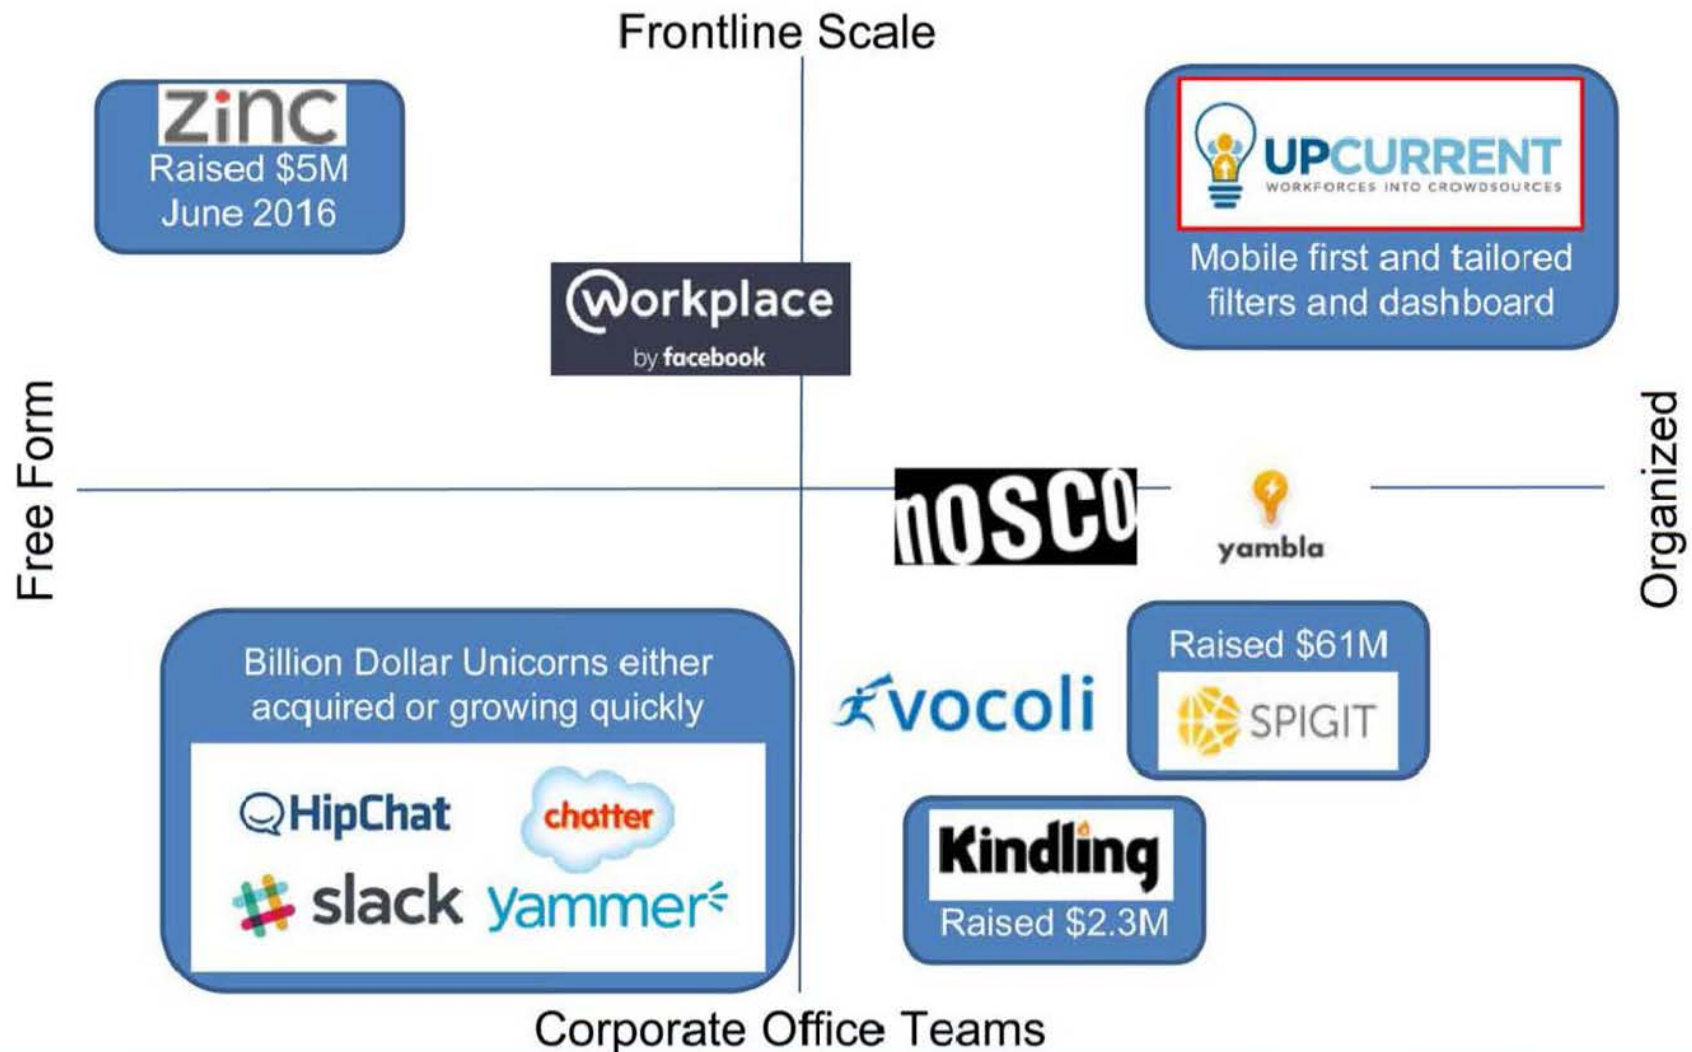 Frontline Scale
zinc
Raised $5M
June 2016
UPCURRENT
WORKFORCES INTO CROWDSOURCES
Mobile first and tailored
filters and dashboard
Workplace
by facebook
Free Form
Organized
nosco
yambla
Billion Dollar Unicorns either
acquired or growing quickly
HipChat
chatter
slack
yammer
vocoli
Raised $61M
SPIGIT
Kindling
Raised $2.3M
Corporate Office Teams